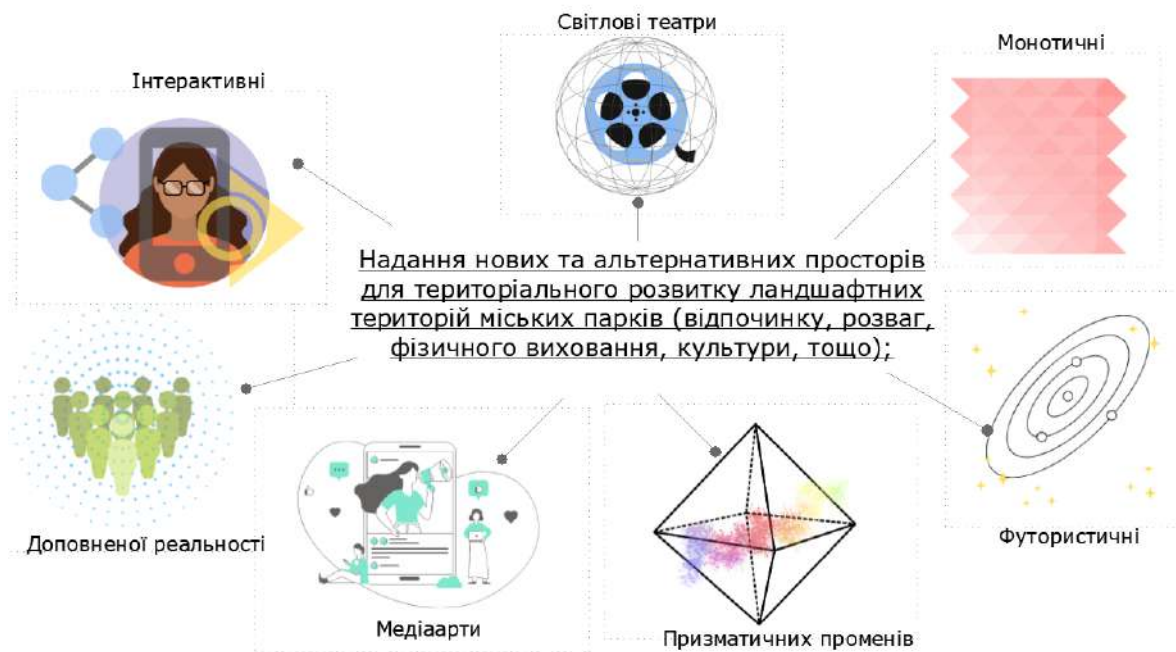 Світлові театри
Монотичні
Інтерактивні
Надання нових та альтернативних просторів
для територіального розвитку ландшафтних
територій міських парків (відпочинку, розваг,
фізичного виховання, культури, тощо);
Доповненої реальності
Футористичні
Медіаарти
Призматичних променів